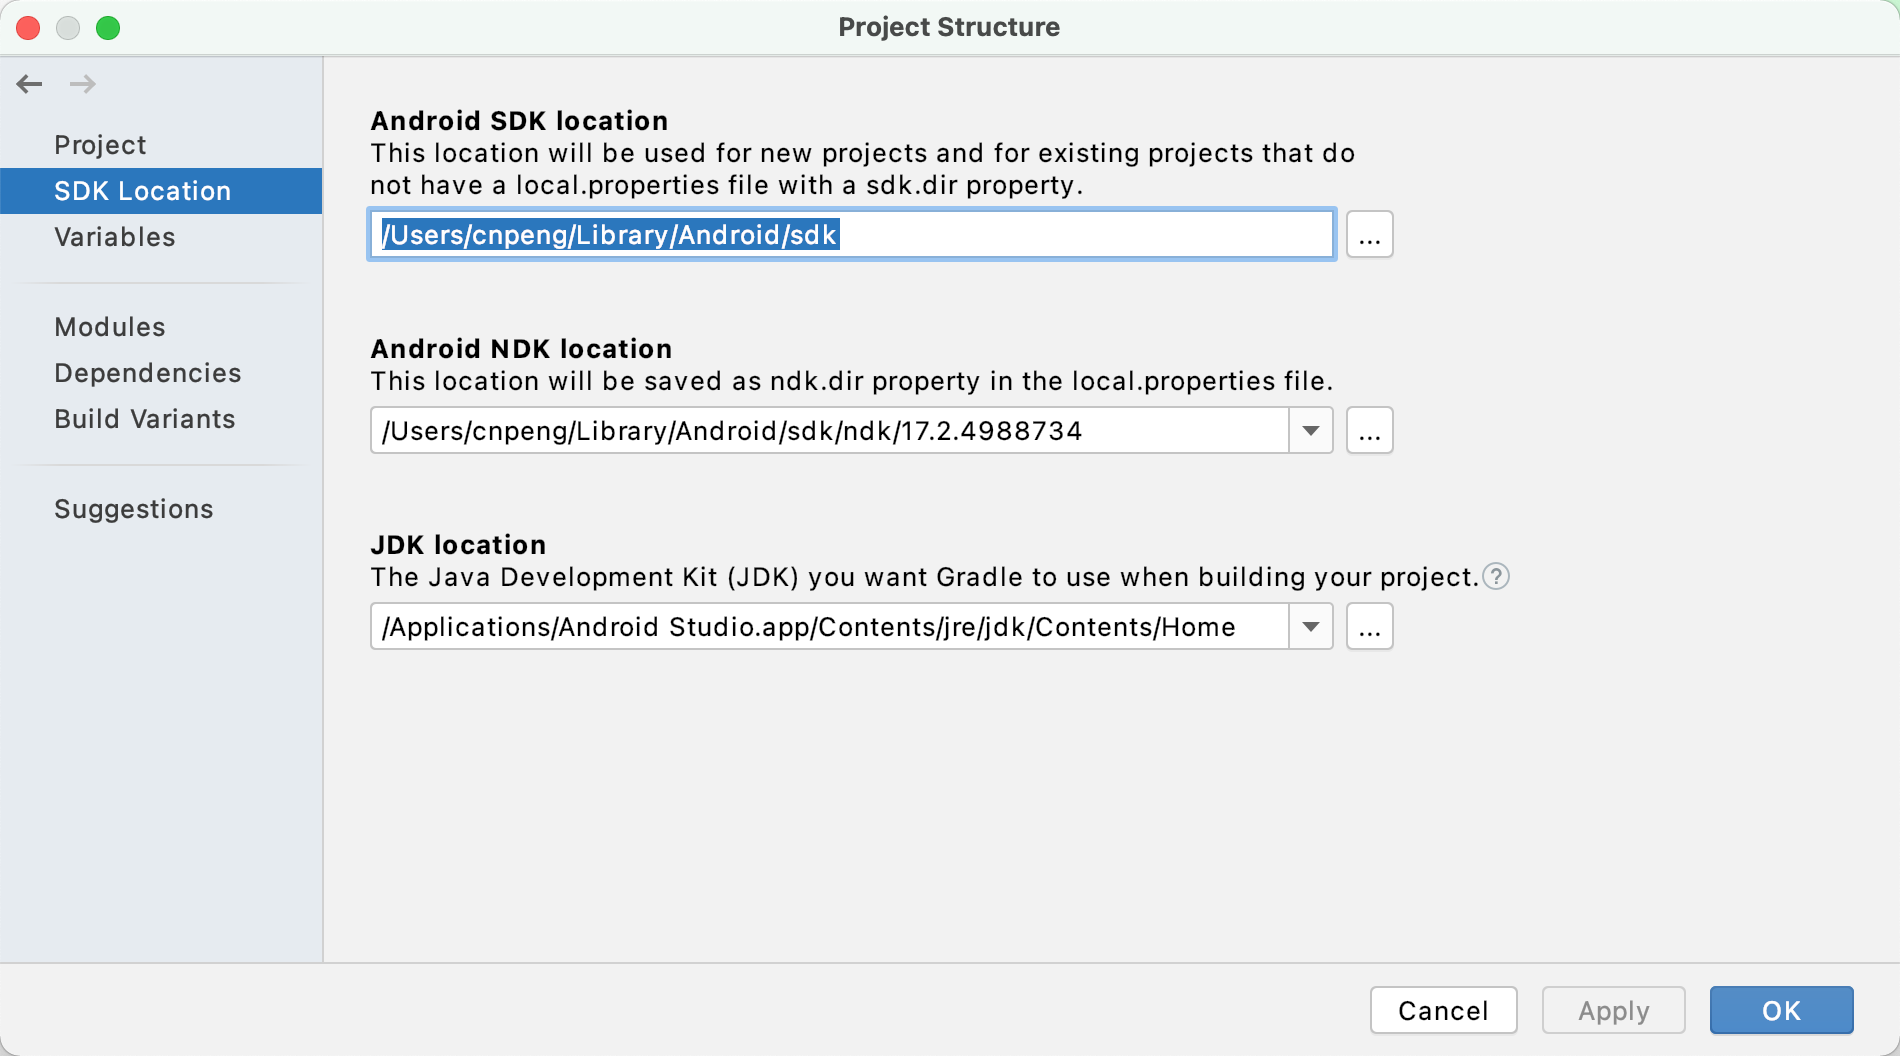 Project Structure
Project
SDK Location
Variables
Modules
Dependencies
Build Variants
Suggestions
Android SDK location
This location will be used for new projects and for existing projects that do
not have a local.properties file with a sdk.dir property.
/Users/cnpeng/Library/Android/sdk
...
Android NDK location
This location will be saved as ndk.dir property in the local.properties file.
/Users/cnpeng/Library/Android/sdk/ndk/17.2.4988734
...
JDK location
The Java Development Kit (JDK) you want Gradle to use when building your project. ?
/Applications/Android Studio.app/Contents/jre/jdk/Contents/Home
...
Cancel
Apply
OK